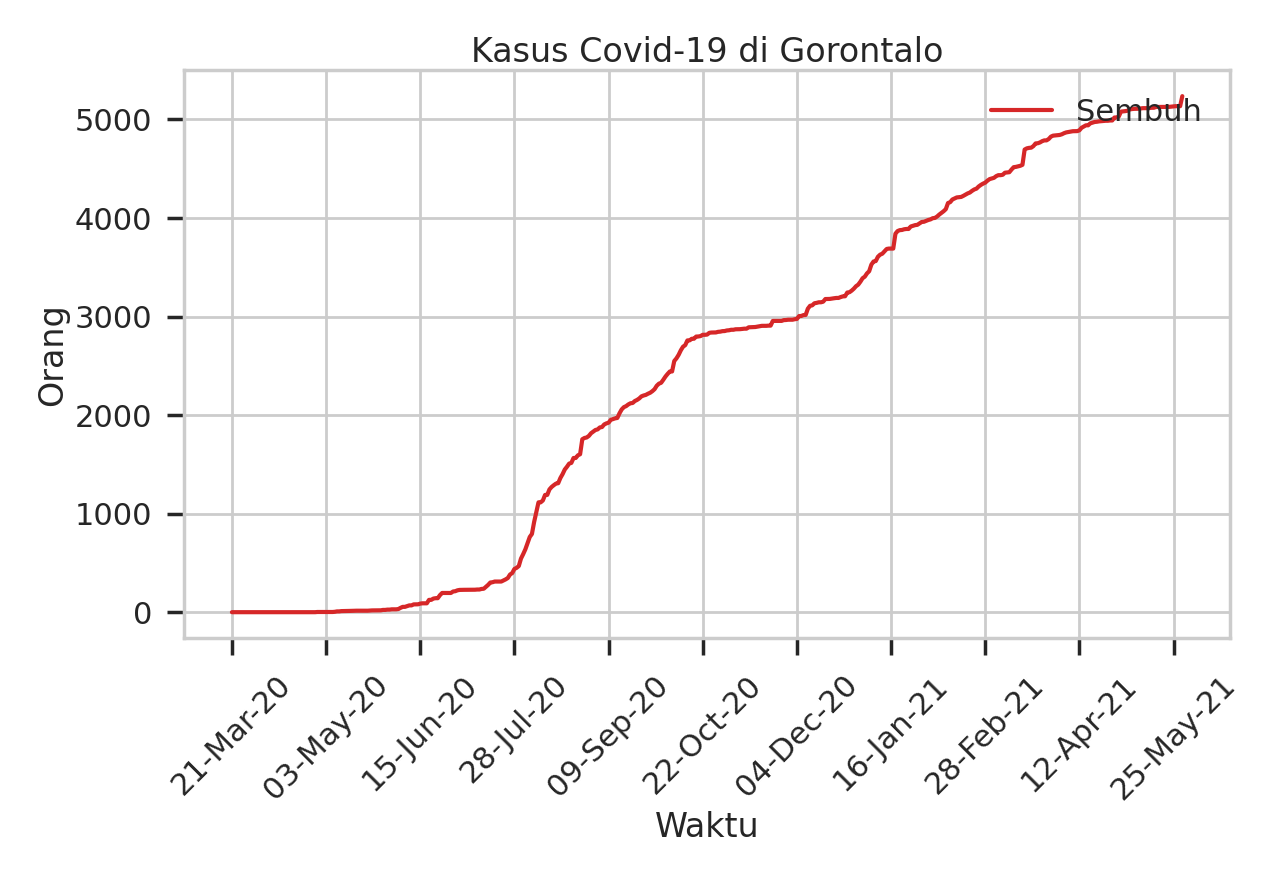 Kasus Covid-19 di Gorontalo
Sembuh
Orang
5000
4000
3000
2000
1000
0
21-Mar-20
03-May-20
15-Jun-20
28-Jul-20
09-Sep-20
22-Oct-20
04-Dec-20
16-Jan-21
28-Feb-21
12-Apr-21
25-May-21
Waktu